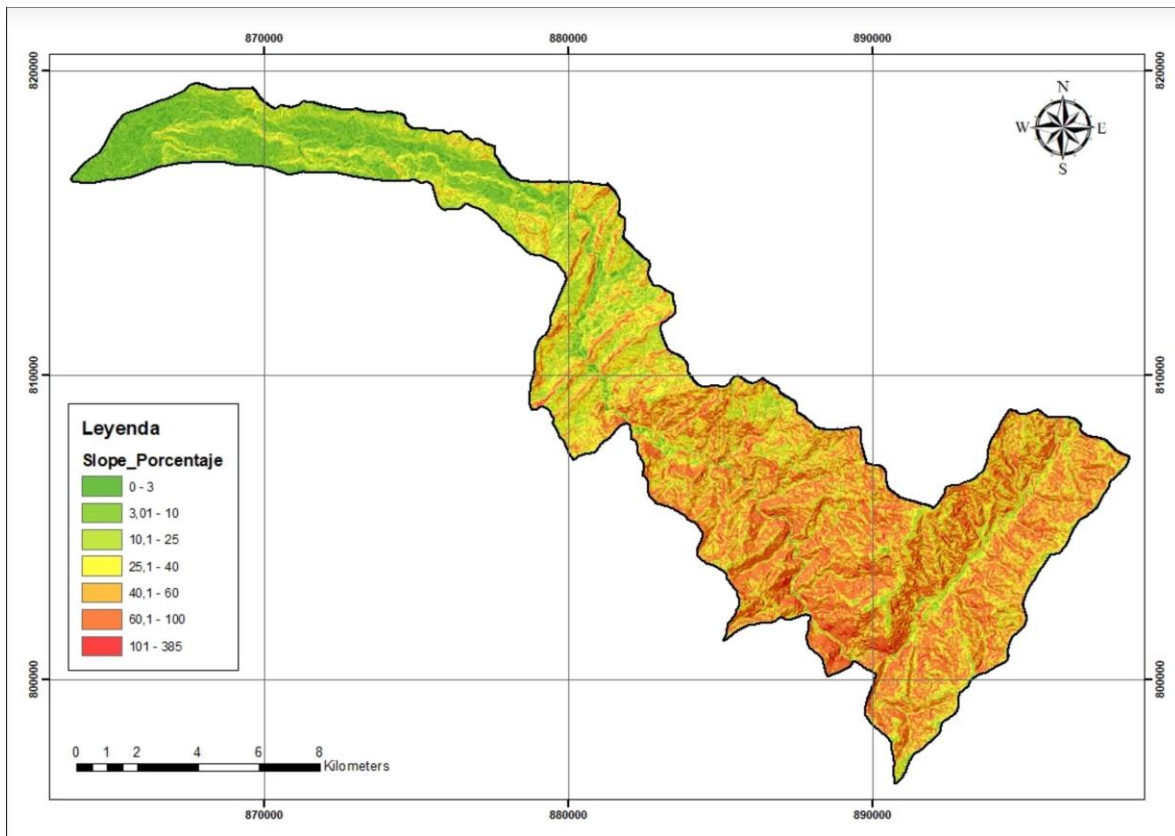 870000 880000 890000
820000 820000
N
W E
S
810000 810000
Leyenda
Slope_Porcentaje
0 - 3
3,01 - 10
10,1 - 25
25,1 - 40
40,1 - 60
60,1 - 100
101 - 385
800000 800000
0 1 2 4 6 8
Kilometers
870000 880000 890000